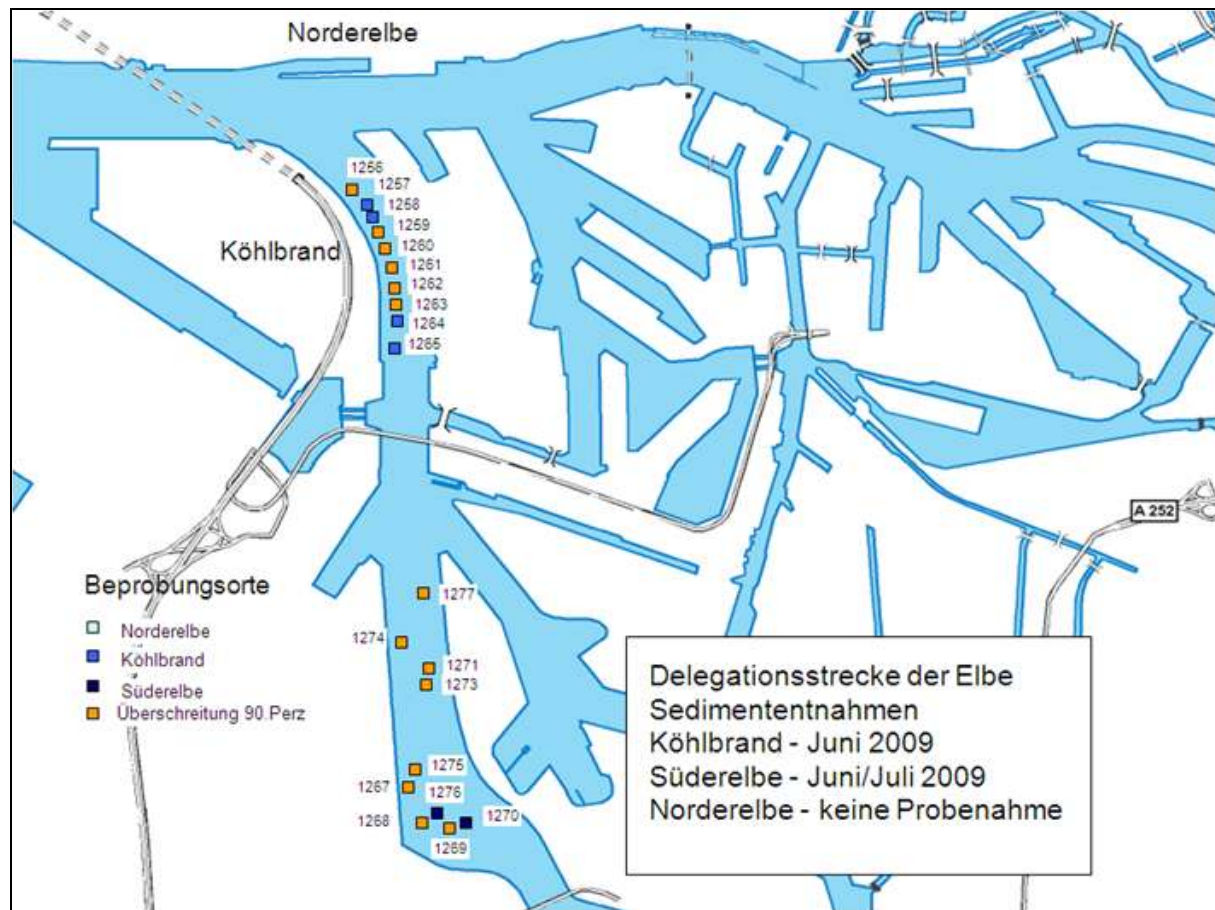 Norderelbe
1256
1257
1258
1259
Köhlbrand
1260
1261
1262
1263
1264
1265
A 252
Beprobungsorte
Norderelbe
Köhlbrand
Süderelbe
Überschreitung 90.Perz
1277
1274
1271
1273
1275
1267
1276
1268
1270
1269
Delegationsstrecke der Elbe
Sedimententnahmen
Köhlbrand - Juni 2009
Süderelbe - Juni/Juli 2009
Norderelbe - keine Probenahme